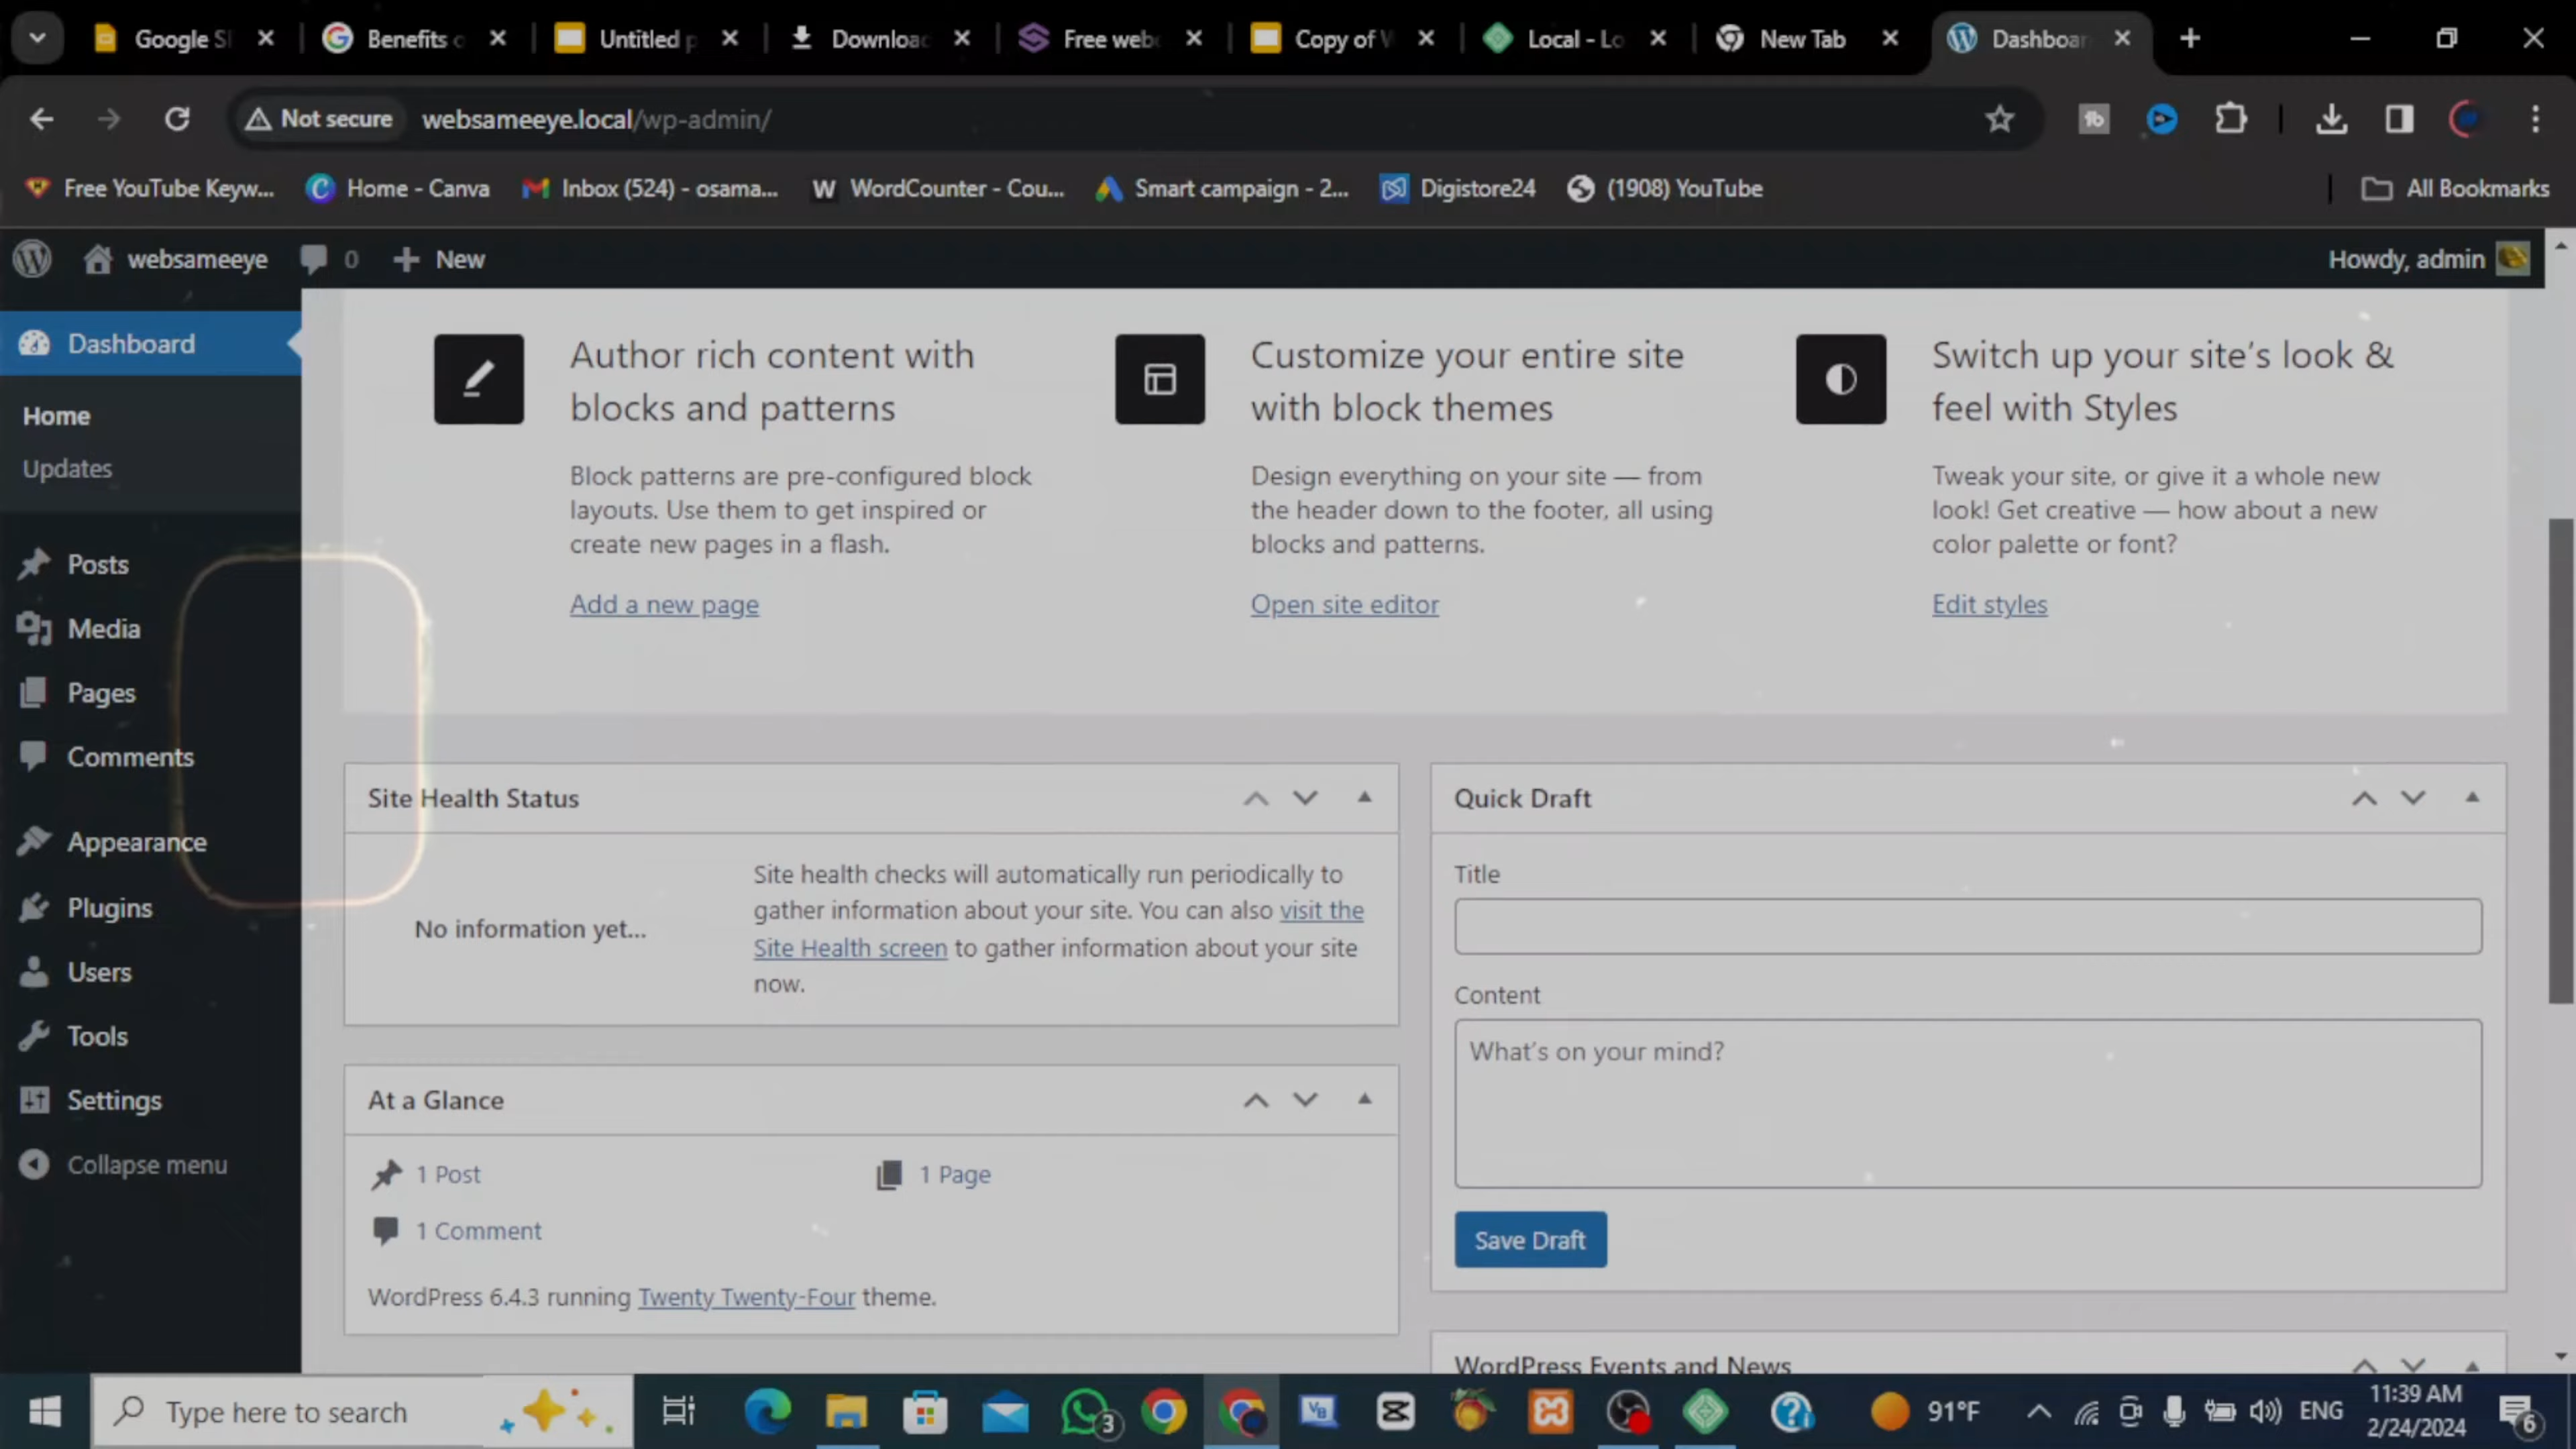 Google Sl
Benefits o
Untitled p
Downloac
Free web
Copy of W
Local - Lo
New Tab
Dashboar
Not secure
websameeye.local/wp-admin/
Free YouTube Keyw...
Home - Canva
Inbox (524) - osama...
W WordCounter - Cou...
Smart campaign - 2...
Digistore24
(1908) YouTube
All Bookmarks
websameeye
0
New
Howdy, admin
Dashboard
Home
Updates
Posts
Media
Pages
Comments
Appearance
Plugins
Users
Tools
Settings
Collapse menu
Author rich content with
blocks and patterns
Block patterns are pre-configured block
layouts. Use them to get inspired or
create new pages in a flash.
Add a new page
Customize your entire site
with block themes
Design everything on your site — from
the header down to the footer, all using
blocks and patterns.
Open site editor
Switch up your site's look &
feel with Styles
Tweak your site, or give it a whole new
look! Get creative — how about a new
color palette or font?
Edit styles
Site Health Status
No information yet...
Site health checks will automatically run periodically to
gather information about your site. You can also visit the
Site Health screen to gather information about your site
now.
At a Glance
1 Post
1 Page
1 Comment
WordPress 6.4.3 running Twenty Twenty-Four theme.
Quick Draft
Title
Content
What's on your mind?
Save Draft
WordPress Events and News
Type here to search
3
91°F
ENG
11:39 AM
2/24/2024
6